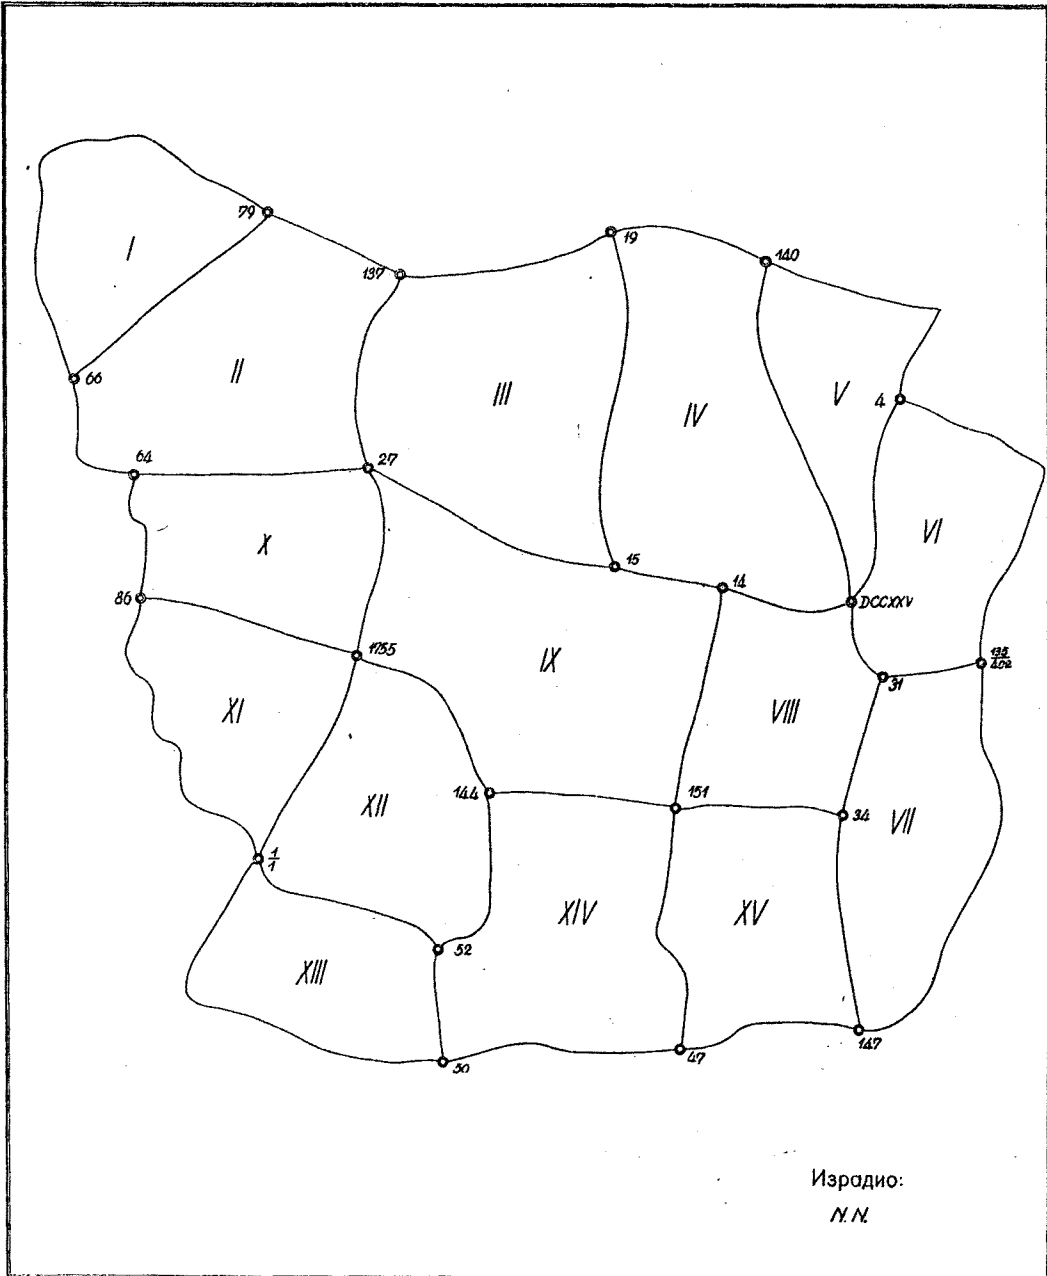 79
19
140
I
137
II
66
III
IV
V
4
64
27
VI
X
15
14
86
DCCXXV
1755
IX
135
402
31
XI
VIII
144
151
XII
34
VII
1
1
XIV
XV
52
XIII
50
47
147
Израдио:
N.N.